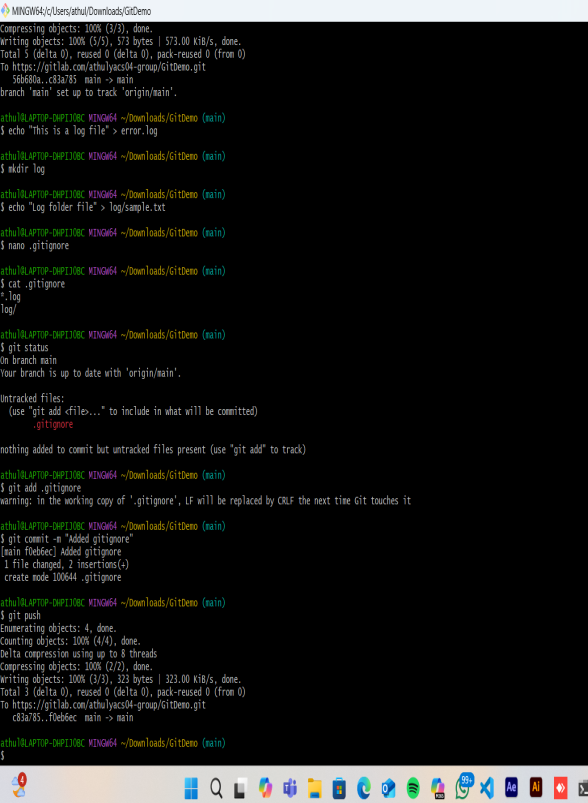 MINGW64:/c/Users/athul/Downloads/GitDemo
Compressing objects: 100% (3/3), done.
Writing objects: 100% (5/5), 573 bytes | 573.00 KiB/s, done.
Total 5 (delta 0), reused 0 (delta 0), pack-reused 0 (from 0)
To https://gitlab.com/athulyacs04-group/GitDemo.git
   56b680a..c83a785  main -> main
branch 'main' set up to track 'origin/main'.
athul@LAPTOP-DHPIJOBC MINGW64 ~/Downloads/GitDemo (main)
$ echo "This is a log file" > error.log
athul@LAPTOP-DHPIJOBC MINGW64 ~/Downloads/GitDemo (main)
$ mkdir log
athul@LAPTOP-DHPIJOBC MINGW64 ~/Downloads/GitDemo (main)
$ echo "Log folder file" > log/sample.txt
athul@LAPTOP-DHPIJOBC MINGW64 ~/Downloads/GitDemo (main)
$ nano .gitignore
athul@LAPTOP-DHPIJOBC MINGW64 ~/Downloads/GitDemo (main)
$ cat .gitignore
*.log
log/
athul@LAPTOP-DHPIJOBC MINGW64 ~/Downloads/GitDemo (main)
$ git status
On branch main
Your branch is up to date with 'origin/main'.
Untracked files:
  (use "git add <file>..." to include in what will be committed)
        .gitignore
nothing added to commit but untracked files present (use "git add" to track)
athul@LAPTOP-DHPIJOBC MINGW64 ~/Downloads/GitDemo (main)
$ git add .gitignore
warning: in the working copy of '.gitignore', LF will be replaced by CRLF the next time Git touches it
athul@LAPTOP-DHPIJOBC MINGW64 ~/Downloads/GitDemo (main)
$ git commit -m "Added gitignore"
[main f0eb6ec] Added gitignore
 1 file changed, 2 insertions(+)
 create mode 100644 .gitignore
athul@LAPTOP-DHPIJOBC MINGW64 ~/Downloads/GitDemo (main)
$ git push
Enumerating objects: 4, done.
Counting objects: 100% (4/4), done.
Delta compression using up to 8 threads
Compressing objects: 100% (2/2), done.
Writing objects: 100% (3/3), 323 bytes | 323.00 KiB/s, done.
Total 3 (delta 0), reused 0 (delta 0), pack-reused 0 (from 0)
To https://gitlab.com/athulyacs04-group/GitDemo.git
   c83a785..f0eb6ec  main -> main
athul@LAPTOP-DHPIJOBC MINGW64 ~/Downloads/GitDemo (main)
$
4
99+
Ae
Ai